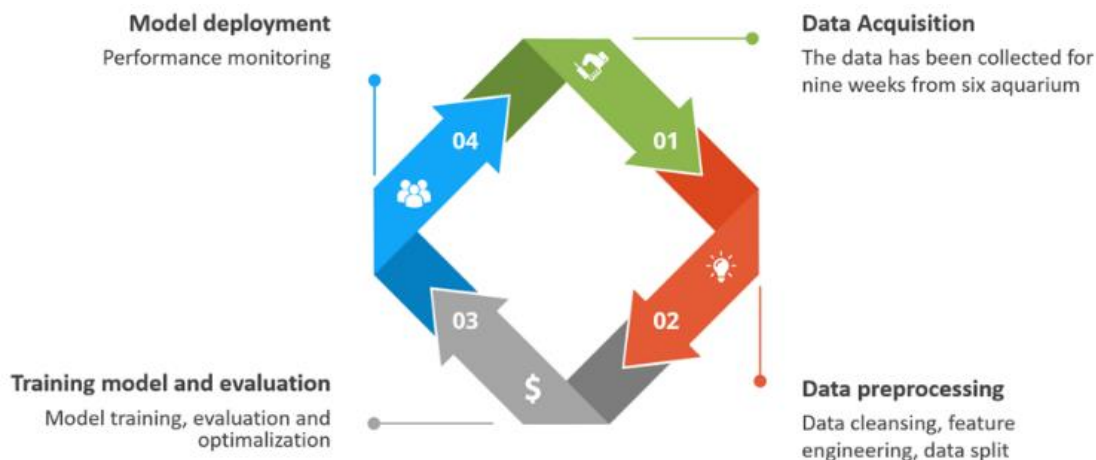 Model deployment
Performance monitoring
Data Acquisition
The data has been collected for
nine weeks from six aquarium
04
01
03
02
$
Training model and evaluation
Model training, evaluation and
optimalization
Data preprocessing
Data cleansing, feature
engineering, data split